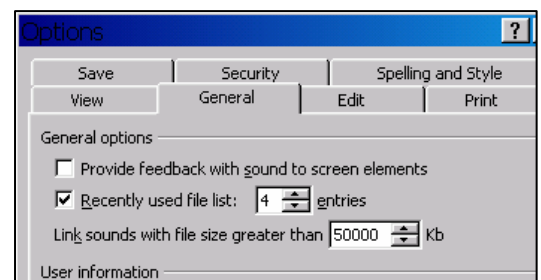 Options ?
Save Security Spelling and Style
View General Edit Print
General options
Provide feedback with sound to screen elements
Recently used file list: 4 entries
Link sounds with file size greater than 50000 Kb
User information